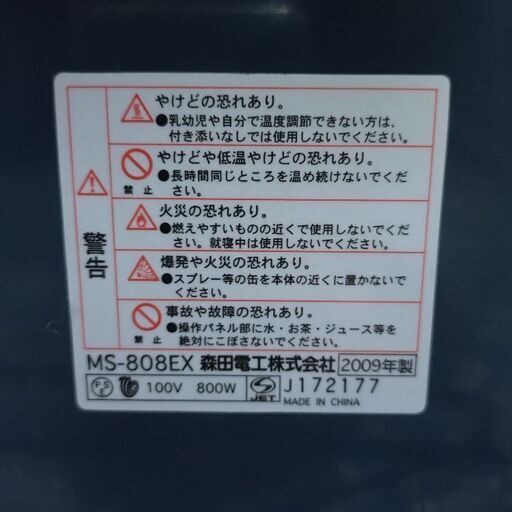 警告
やけどの恐れあり。
●乳幼児や自分で温度調節できない方は、
付き添いなしでは使用しないでください。
禁止
やけどや低温やけどの恐れあり。
●長時間同じところを温め続けないでくだ
さい。
火災の恐れあり。
●燃えやすいものの近くで使用しないでくだ
さい。就寝中は使用しないでください。
爆発や火災の恐れあり。
●スプレー等の缶を本体の近くに置かないで
ください。
禁止
事故や故障の恐れあり。
●操作パネル部に水・お茶・ジュース等を
絶対にこぼさないでください。
MS-808EX 森田電工株式会社 2009年製
PSE 100V 800W JET J172177
MADE IN CHINA